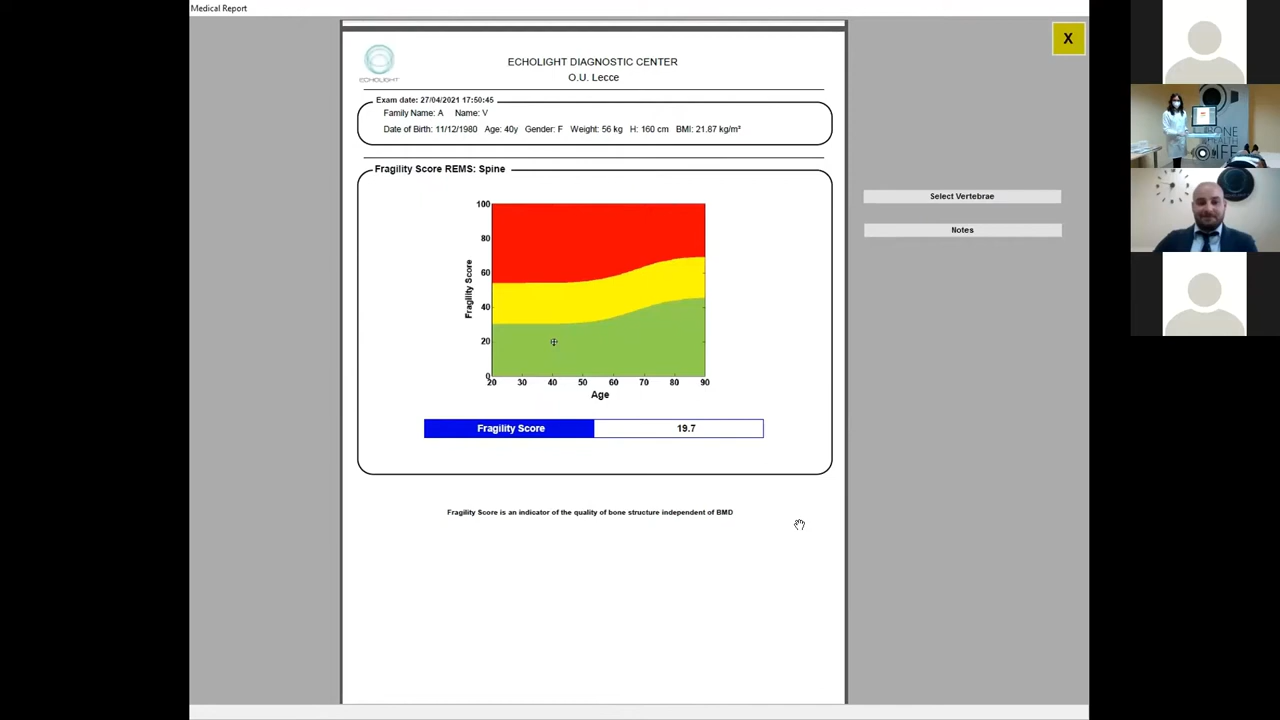 Medical Report
X
ECHOLIGHT
ECHOLIGHT DIAGNOSTIC CENTER
O.U. Lecce
Exam date: 27/04/2021 17:50:45
Family Name: A Name: V
Date of Birth: 11/12/1980 Age: 40y Gender: F Weight: 56 kg H: 160 cm BMI: 21.87 kg/m²
Fragility Score REMS: Spine
Select Vertebrae
Notes
100
80
60
40
20
0
Fragility Score
20 30 40 50 60 70 80 90
Age
Fragility Score 19.7
Fragility Score is an indicator of the quality of bone structure independent of BMD
BONE
HEALTH
LIFE